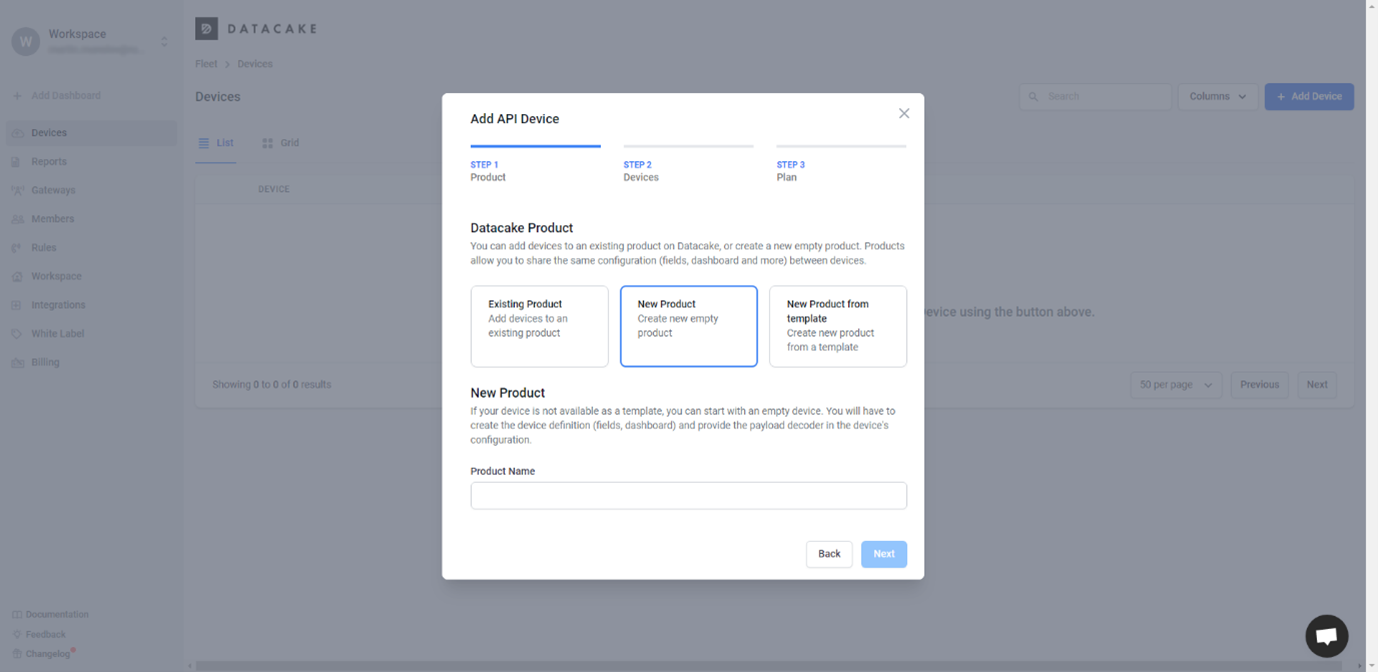 W
Workspace
DATACAKE
Fleet > Devices
Add Dashboard
Devices
Search
Columns
+ Add Device
Devices
Reports
Gateways
Members
Rules
Workspace
Integrations
White Label
Billing
List
Grid
DEVICE
evice using the button above.
Showing 0 to 0 of 0 results
50 per page
Previous
Next
Add API Device
STEP 1
Product
STEP 2
Devices
STEP 3
Plan
Datacake Product
You can add devices to an existing product on Datacake, or create a new empty product. Products
allow you to share the same configuration (fields, dashboard and more) between devices.
Existing Product
Add devices to an
existing product
New Product
Create new empty
product
New Product from
template
Create new product
from a template
New Product
If your device is not available as a template, you can start with an empty device. You will have to
create the device definition (fields, dashboard) and provide the payload decoder in the device's
configuration.
Product Name
Back
Next
Documentation
Feedback
Changelog